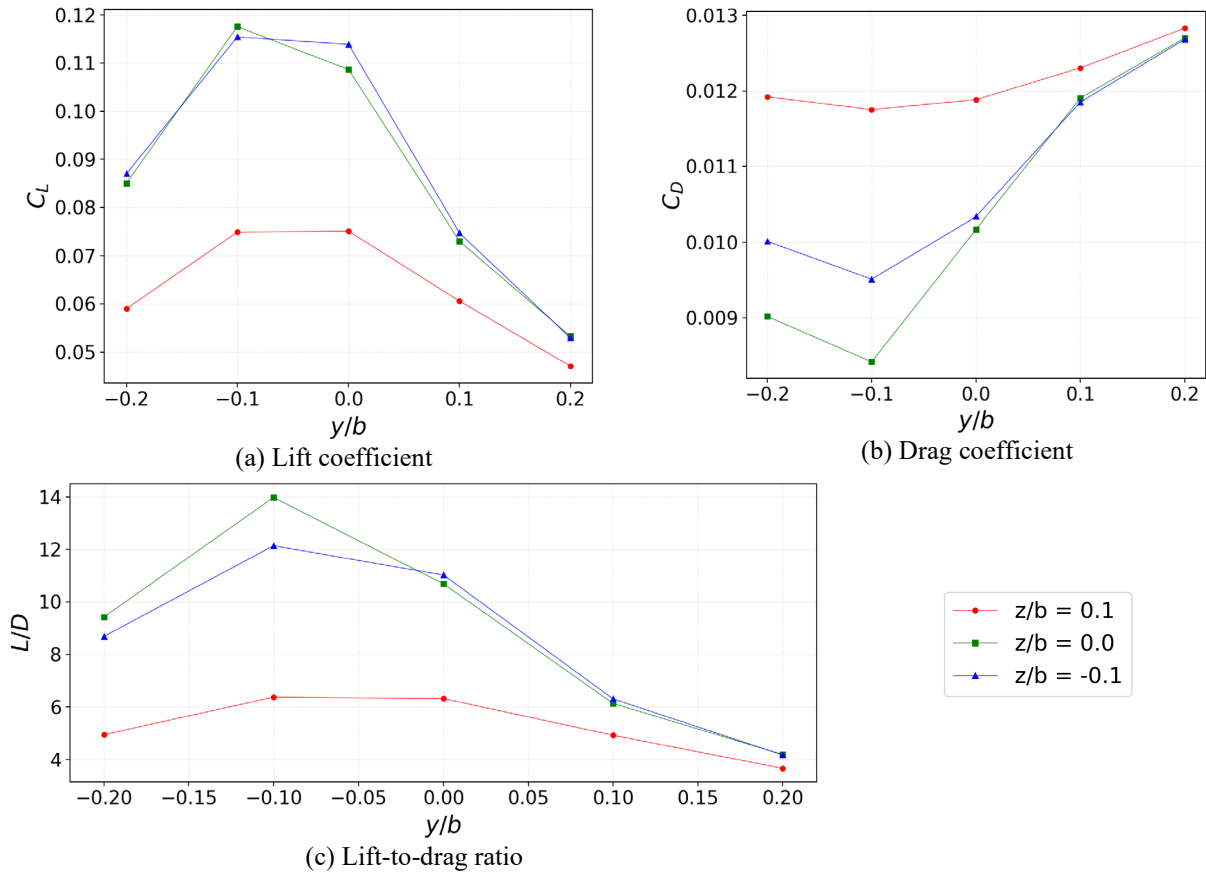 0.12
0.11
0.10
0.09
0.08
0.07
0.06
0.05
C_L
−0.2 −0.1 0.0 0.1 0.2
y/b
(a) Lift coefficient
0.013
0.012
0.011
0.010
0.009
C_D
−0.2 −0.1 0.0 0.1 0.2
y/b
(b) Drag coefficient
14
12
10
8
6
4
L/D
−0.20 −0.15 −0.10 −0.05 0.00 0.05 0.10 0.15 0.20
y/b
(c) Lift-to-drag ratio
z/b = 0.1
z/b = 0.0
z/b = -0.1